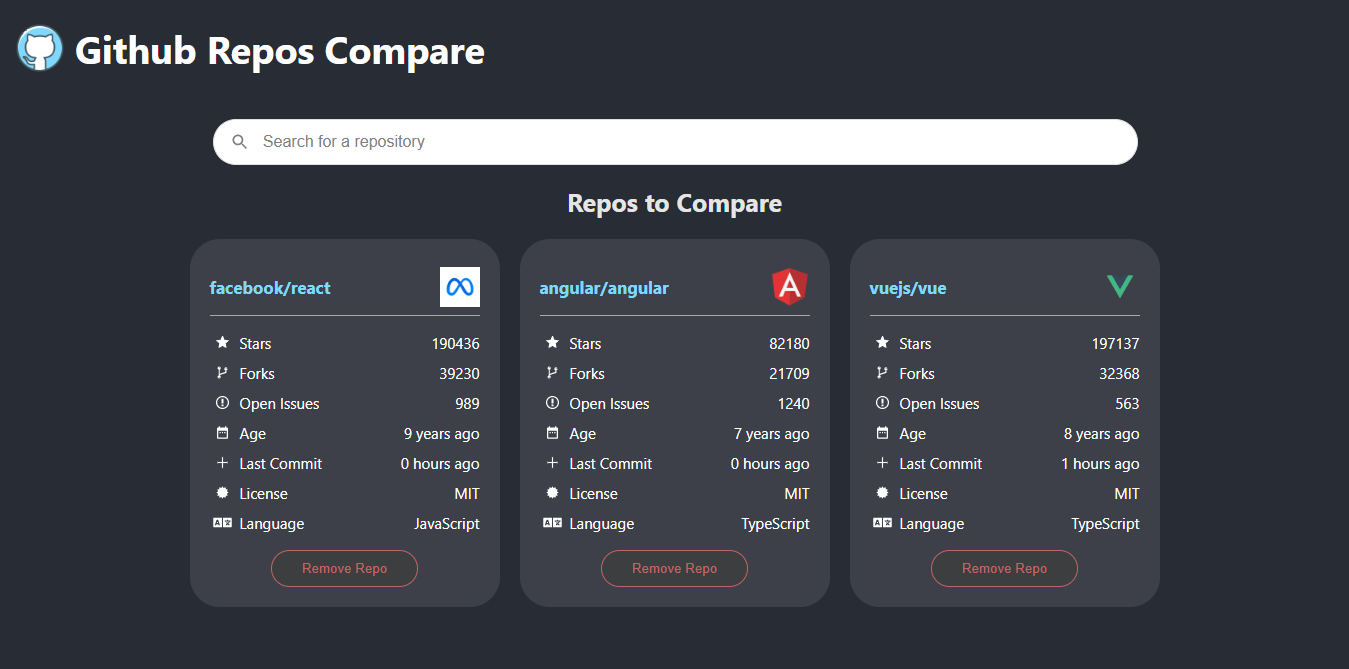 Github Repos Compare
Search for a repository
Repos to Compare
facebook/react
Stars 190436
Forks 39230
Open Issues 989
Age 9 years ago
Last Commit 0 hours ago
License MIT
Language JavaScript
Remove Repo
angular/angular
Stars 82180
Forks 21709
Open Issues 1240
Age 7 years ago
Last Commit 0 hours ago
License MIT
Language TypeScript
Remove Repo
vuejs/vue
Stars 197137
Forks 32368
Open Issues 563
Age 8 years ago
Last Commit 1 hours ago
License MIT
Language TypeScript
Remove Repo